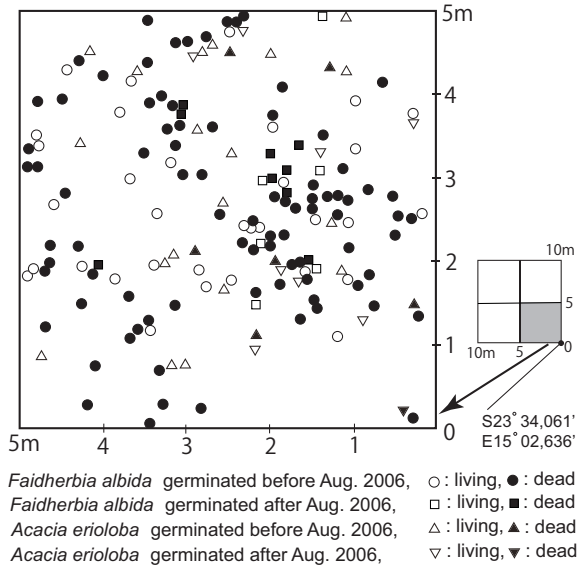 5m
4
3
2
1
0
5m 4 3 2 1
10m
5
10m 5 0
S23° 34,061'
E15° 02,636'
Faidherbia albida germinated before Aug. 2006, ○ : living, ● : dead
Faidherbia albida germinated after Aug. 2006, □ : living, ■ : dead
Acacia erioloba germinated before Aug. 2006, △ : living, ▲ : dead
Acacia erioloba germinated after Aug. 2006, ▽ : living, ▼ : dead